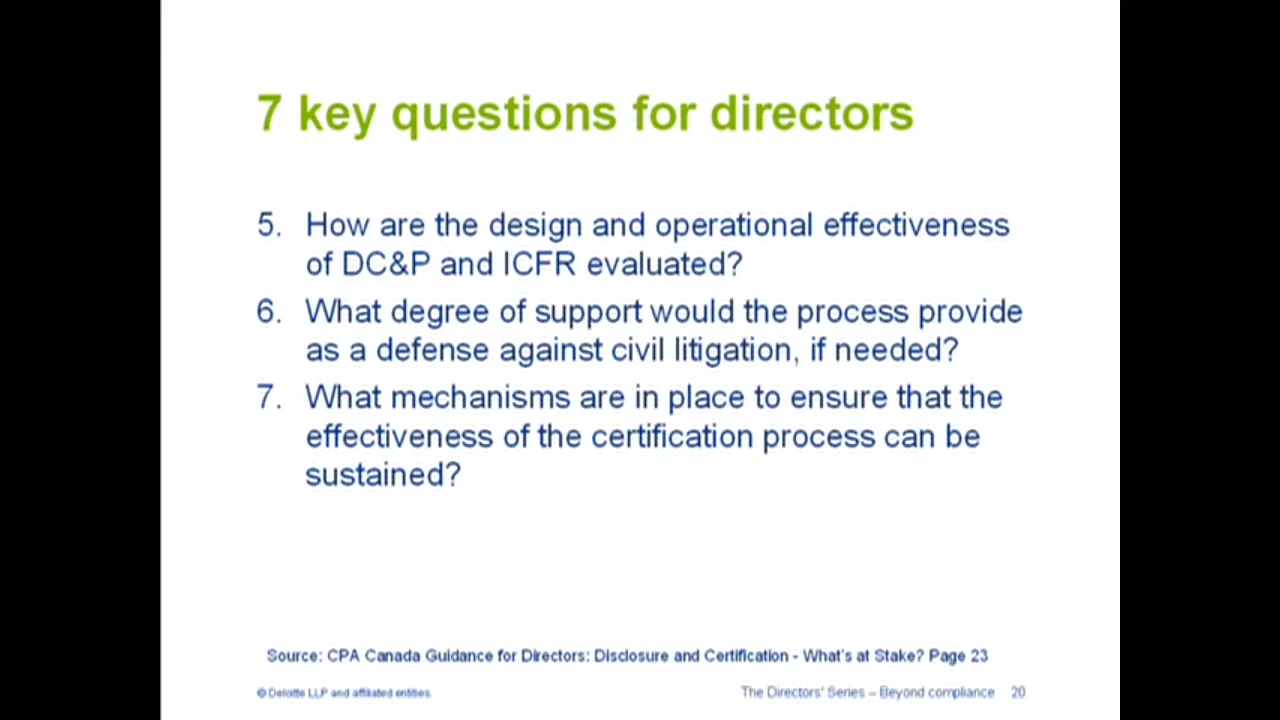 7 key questions for directors
5. How are the design and operational effectiveness
of DC&P and ICFR evaluated?
6. What degree of support would the process provide
as a defense against civil litigation, if needed?
7. What mechanisms are in place to ensure that the
effectiveness of the certification process can be
sustained?
Source: CPA Canada Guidance for Directors: Disclosure and Certification - What's at Stake? Page 23
© Deloitte LLP and affiliated entities.
The Directors' Series – Beyond compliance 20